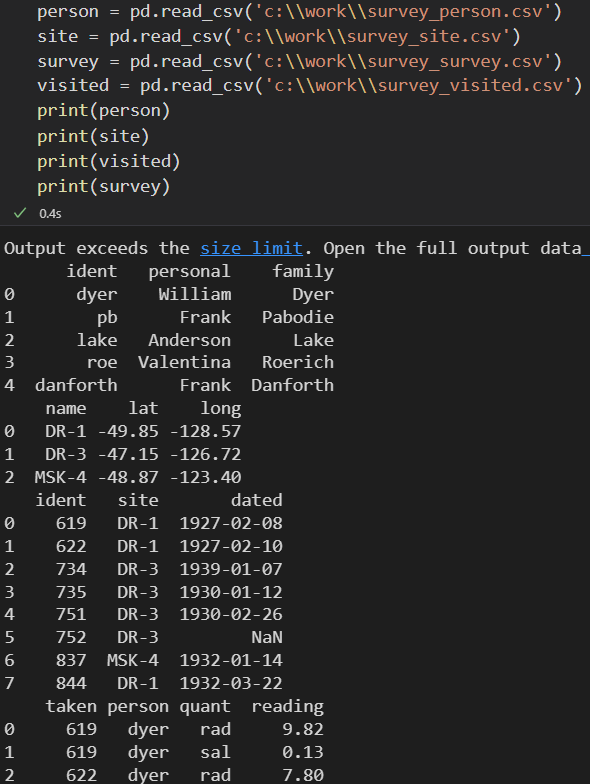 person = pd.read_csv('c:\\work\\survey_person.csv')
site = pd.read_csv('c:\\work\\survey_site.csv')
survey = pd.read_csv('c:\\work\\survey_survey.csv')
visited = pd.read_csv('c:\\work\\survey_visited.csv')
print(person)
print(site)
print(visited)
print(survey)
✓ 0.4s
Output exceeds the size limit. Open the full output data_
ident personal family
0 dyer William Dyer
1 pb Frank Pabodie
2 lake Anderson Lake
3 roe Valentina Roerich
4 danforth Frank Danforth
name lat long
0 DR-1 -49.85 -128.57
1 DR-3 -47.15 -126.72
2 MSK-4 -48.87 -123.40
ident site dated
0 619 DR-1 1927-02-08
1 622 DR-1 1927-02-10
2 734 DR-3 1939-01-07
3 735 DR-3 1930-01-12
4 751 DR-3 1930-02-26
5 752 DR-3 NaN
6 837 MSK-4 1932-01-14
7 844 DR-1 1932-03-22
taken person quant reading
0 619 dyer rad 9.82
1 619 dyer sal 0.13
2 622 dyer rad 7.80